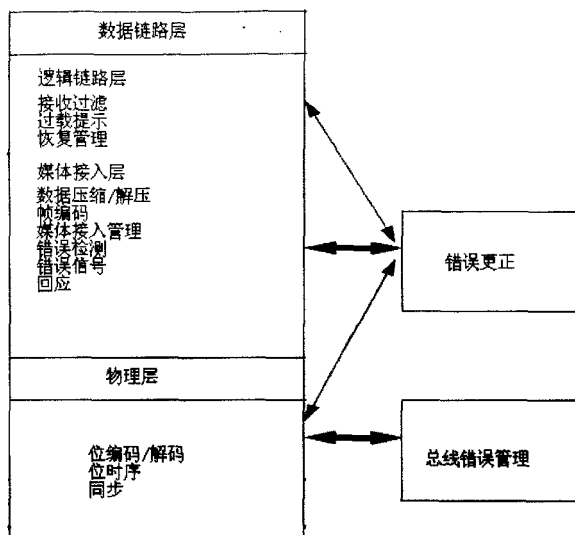 数据链路层
逻辑链路层
接收过滤
过载提示
恢复管理
媒体接入层
数据压缩/解压
帧编码
媒体接入管理
错误检测
错误信号
回应
错误更正
物理层
位编码/解码
位时序
同步
总线错误管理